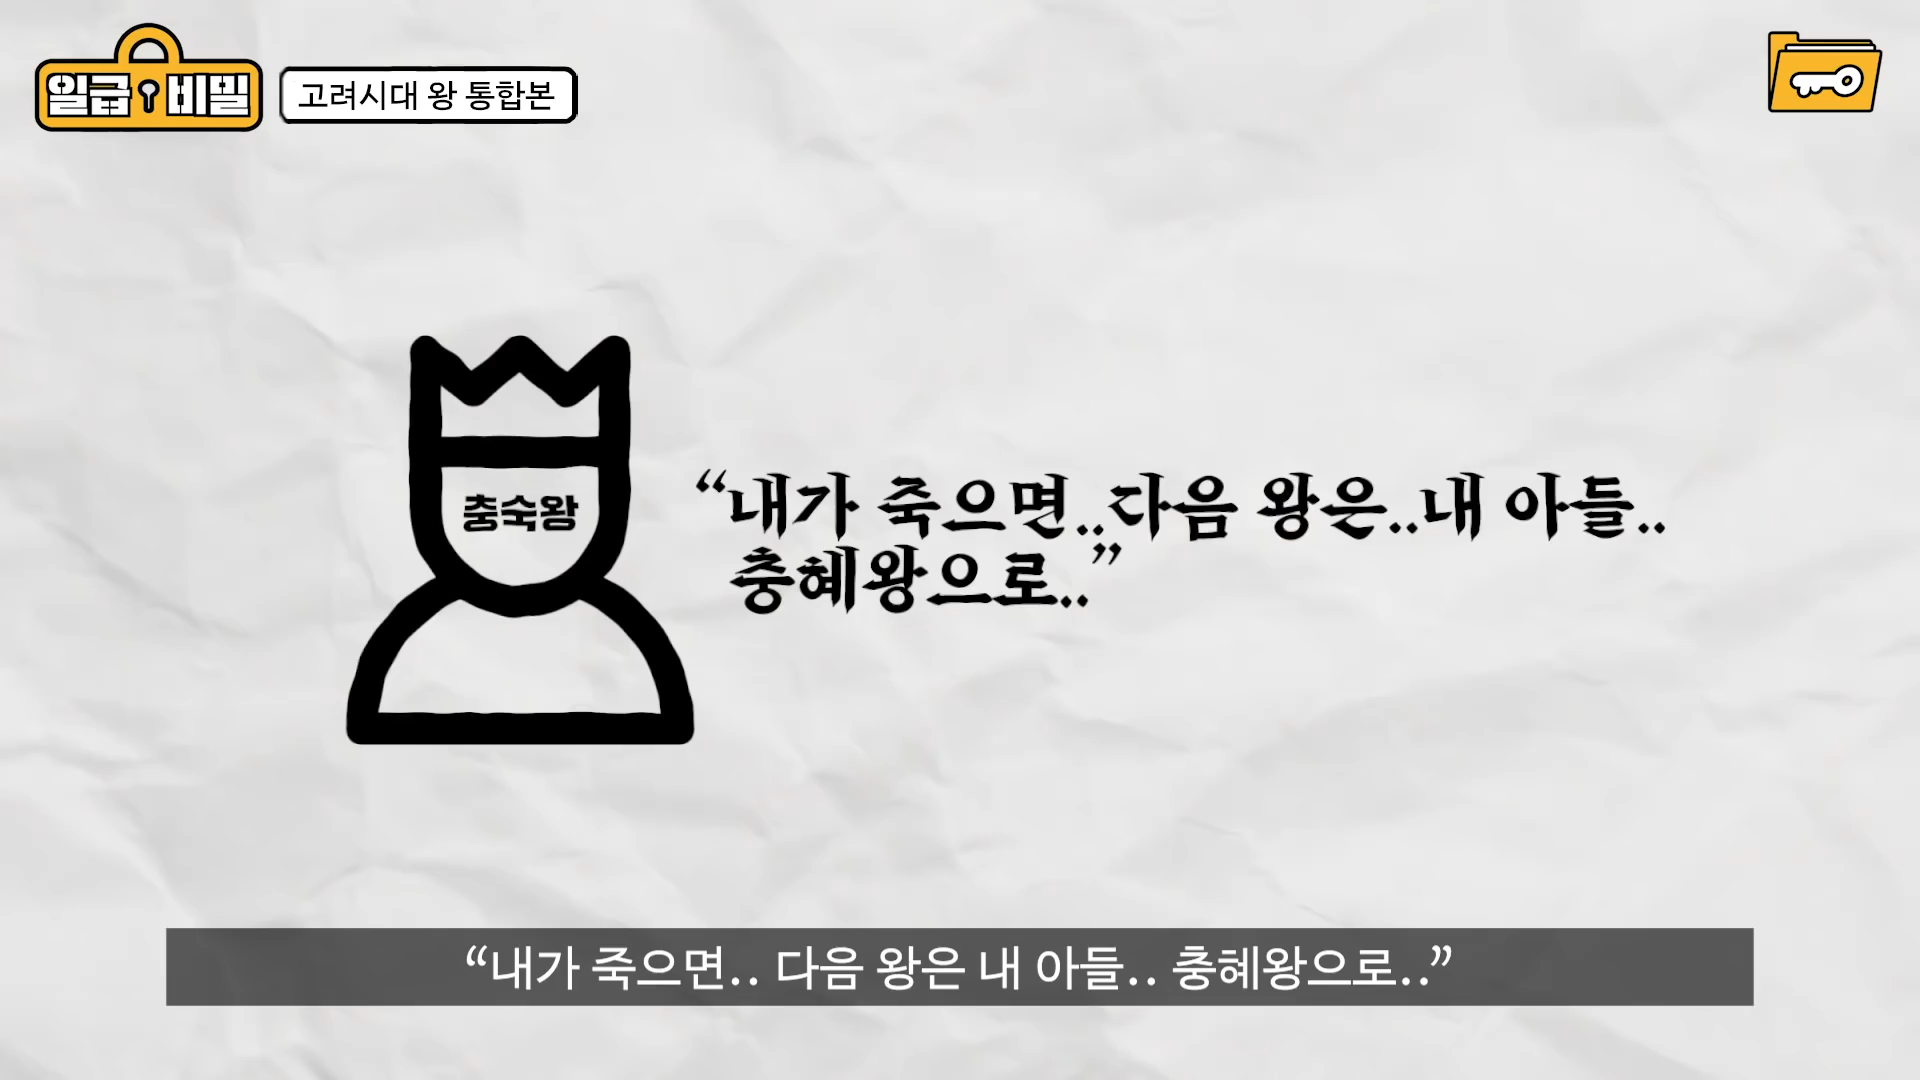 일급비밀
고려시대 왕 통합본
충숙왕
“내가 죽으면..다음 왕은..내 아들..
충혜왕으로..”
“내가 죽으면.. 다음 왕은 내 아들.. 충혜왕으로..”